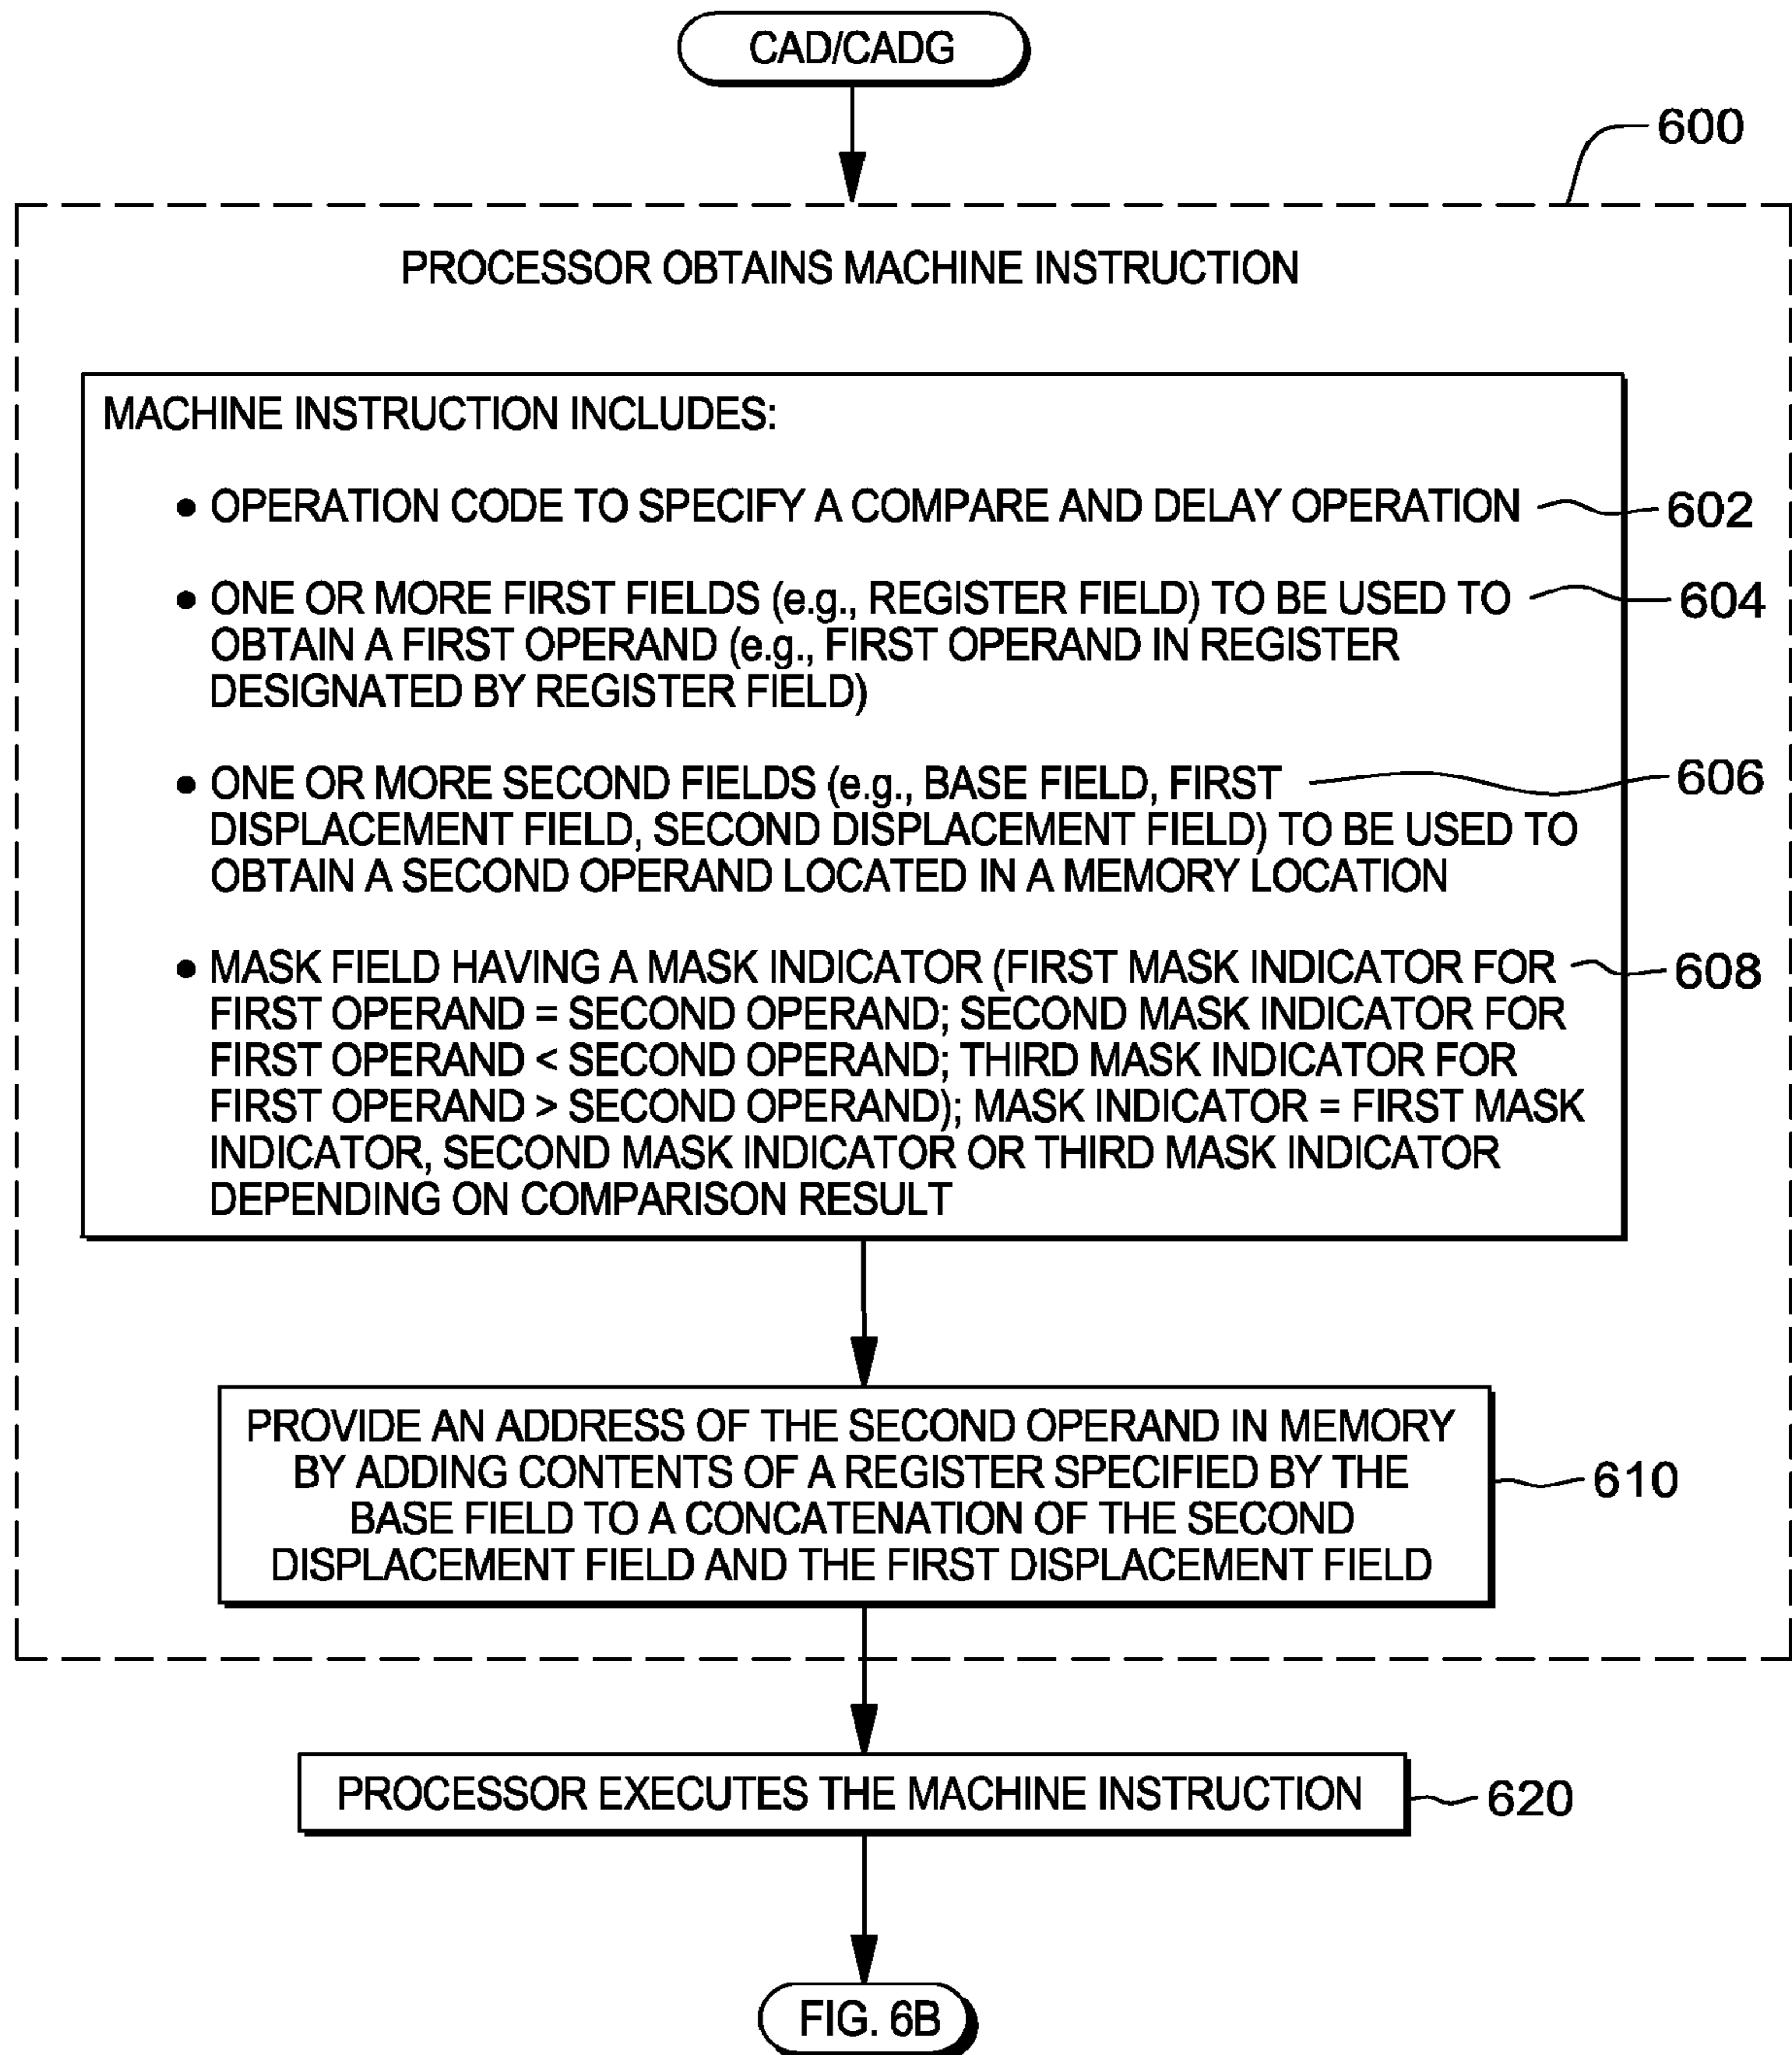 CAD/CADG
600
PROCESSOR OBTAINS MACHINE INSTRUCTION
MACHINE INSTRUCTION INCLUDES:
• OPERATION CODE TO SPECIFY A COMPARE AND DELAY OPERATION 602
• ONE OR MORE FIRST FIELDS (e.g., REGISTER FIELD) TO BE USED TO 604
OBTAIN A FIRST OPERAND (e.g., FIRST OPERAND IN REGISTER
DESIGNATED BY REGISTER FIELD)
• ONE OR MORE SECOND FIELDS (e.g., BASE FIELD, FIRST 606
DISPLACEMENT FIELD, SECOND DISPLACEMENT FIELD) TO BE USED TO
OBTAIN A SECOND OPERAND LOCATED IN A MEMORY LOCATION
• MASK FIELD HAVING A MASK INDICATOR (FIRST MASK INDICATOR FOR 608
FIRST OPERAND = SECOND OPERAND; SECOND MASK INDICATOR FOR
FIRST OPERAND < SECOND OPERAND; THIRD MASK INDICATOR FOR
FIRST OPERAND > SECOND OPERAND); MASK INDICATOR = FIRST MASK
INDICATOR, SECOND MASK INDICATOR OR THIRD MASK INDICATOR
DEPENDING ON COMPARISON RESULT
PROVIDE AN ADDRESS OF THE SECOND OPERAND IN MEMORY
BY ADDING CONTENTS OF A REGISTER SPECIFIED BY THE
BASE FIELD TO A CONCATENATION OF THE SECOND
DISPLACEMENT FIELD AND THE FIRST DISPLACEMENT FIELD
610
PROCESSOR EXECUTES THE MACHINE INSTRUCTION
620
FIG. 6B